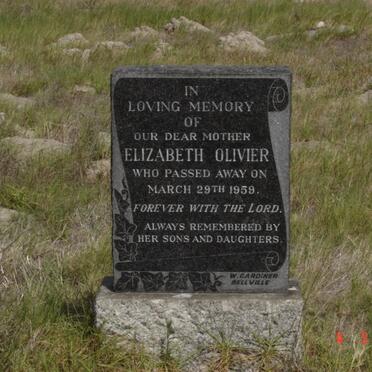 IN
LOVING MEMORY
OF
OUR DEAR MOTHER
ELIZABETH OLIVIER
WHO PASSED AWAY ON
MARCH 29TH 1959.
FOREVER WITH THE LORD.
ALWAYS REMEMBERED BY
HER SONS AND DAUGHTERS.
W. GARDINER
BELLVILLE